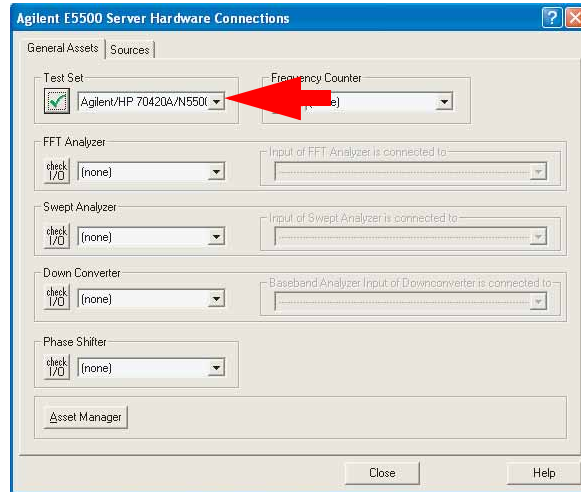 Agilent E5500 Server Hardware Connections
General Assets
Sources
Test Set
Agilent/HP 70420A/N550(
Frequency Counter
FFT Analyzer
check I/O
(none)
Input of FFT Analyzer is connected to
Swept Analyzer
check I/O
(none)
Input of Swept Analyzer is connected to
Down Converter
check I/O
(none)
Baseband Analyzer Input of Downconverter is connected to
Phase Shifter
check I/O
(none)
Asset Manager
Close
Help